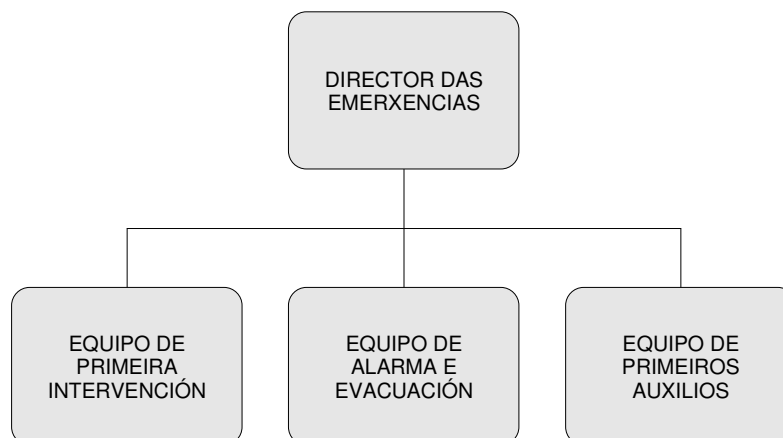 DIRECTOR DAS
EMERXENCIAS
EQUIPO DE
PRIMEIRA
INTERVENCIÓN
EQUIPO DE
ALARMA E
EVACUACIÓN
EQUIPO DE
PRIMEIROS
AUXILIOS